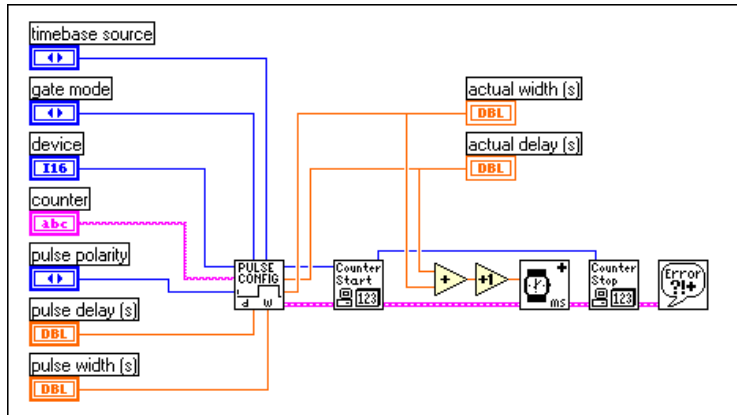 timebase source
gate mode
device
I16
counter
abc
pulse polarity
pulse delay (s)
DBL
pulse width (s)
DBL
PULSE
CONFIG
d w
Counter
Start
123
actual width (s)
DBL
actual delay (s)
DBL
+
+1
+
ms
Counter
Stop
123
Error
?!+